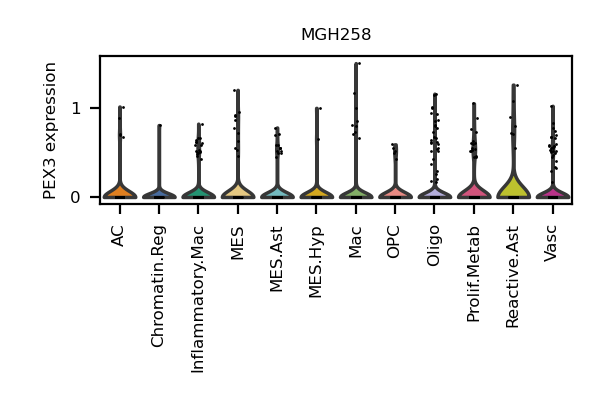 MGH258
PEX3 expression
1
0
AC
Chromatin.Reg
Inflammatory.Mac
MES
MES.Ast
MES.Hyp
Mac
OPC
Oligo
Prolif.Metab
Reactive.Ast
Vasc